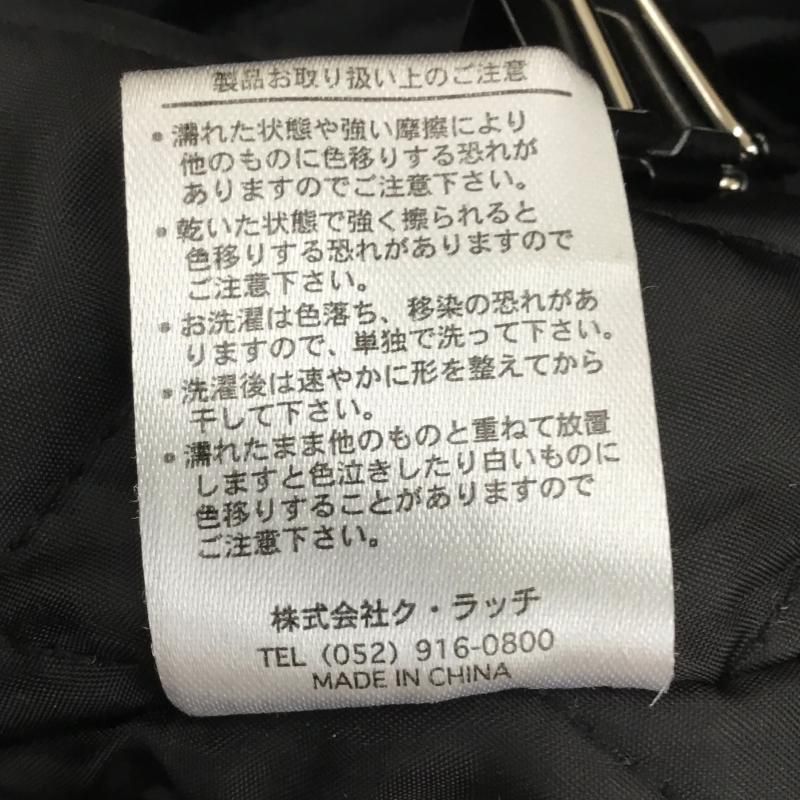 製品お取り扱い上のご注意
・濡れた状態や強い摩擦により
他のものに色移りする恐れが
ありますのでご注意下さい。
・乾いた状態で強く擦られると
色移りする恐れがありますので
ご注意下さい。
・お洗濯は色落ち、移染の恐れがあ
りますので、単独で洗って下さい。
・洗濯後は速やかに形を整えてから
干して下さい。
・濡れたまま他のものと重ねて放置
しますと色泣きしたり白いものに
色移りすることがありますので
ご注意下さい。
株式会社ク・ラッチ
TEL (052) 916-0800
MADE IN CHINA